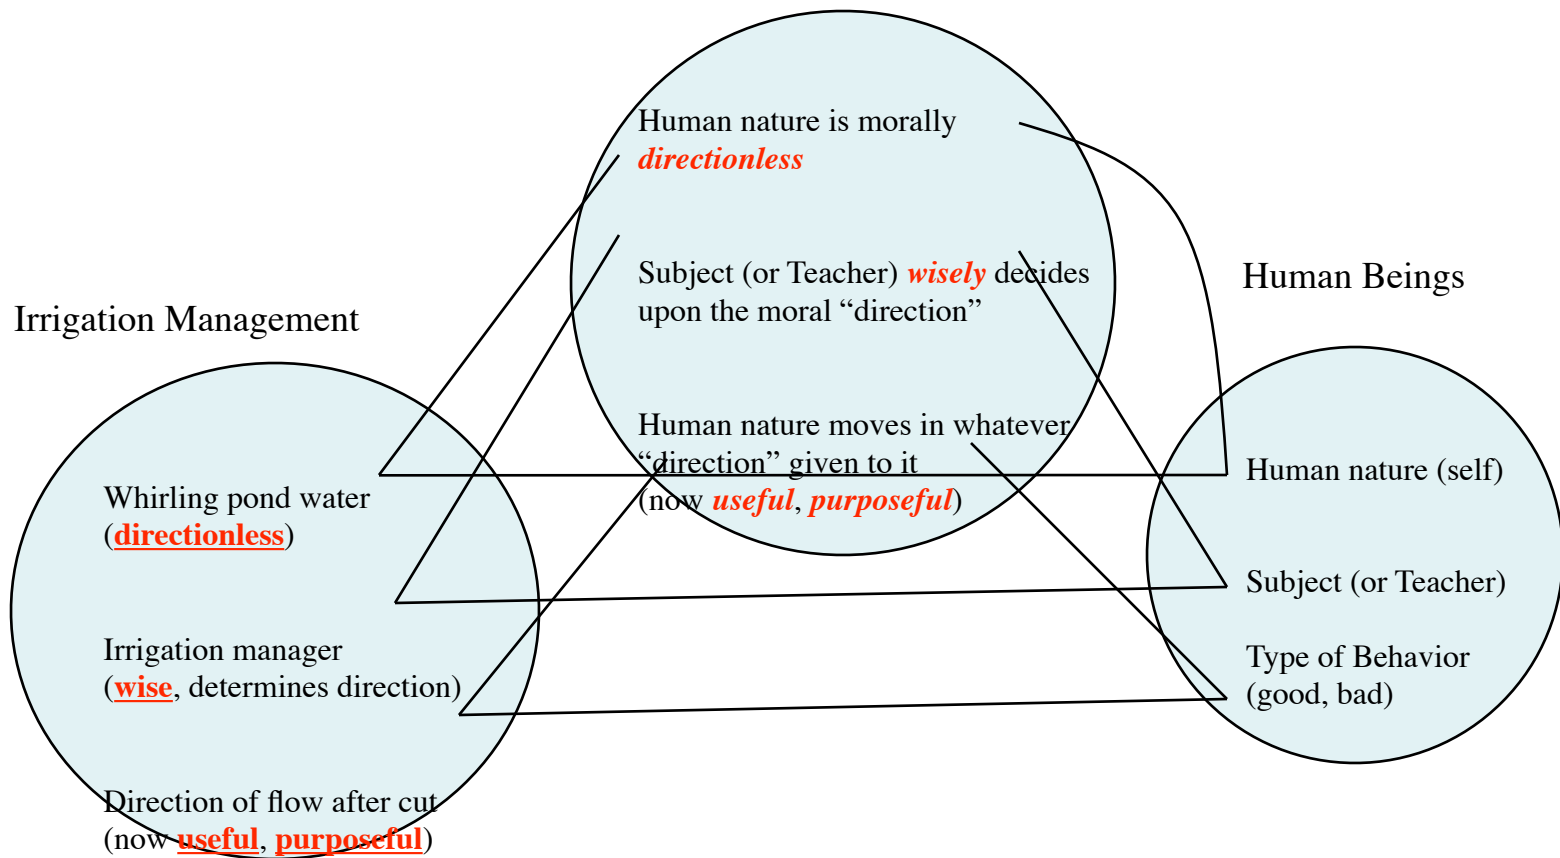 Human nature is morally
directionless
Subject (or Teacher) wisely decides
upon the moral “direction”
Human nature moves in whatever
“direction” given to it
(now useful, purposeful)
Irrigation Management
Whirling pond water
(directionless)
Irrigation manager
(wise, determines direction)
Direction of flow after cut
(now useful, purposeful)
Human Beings
Human nature (self)
Subject (or Teacher)
Type of Behavior
(good, bad)